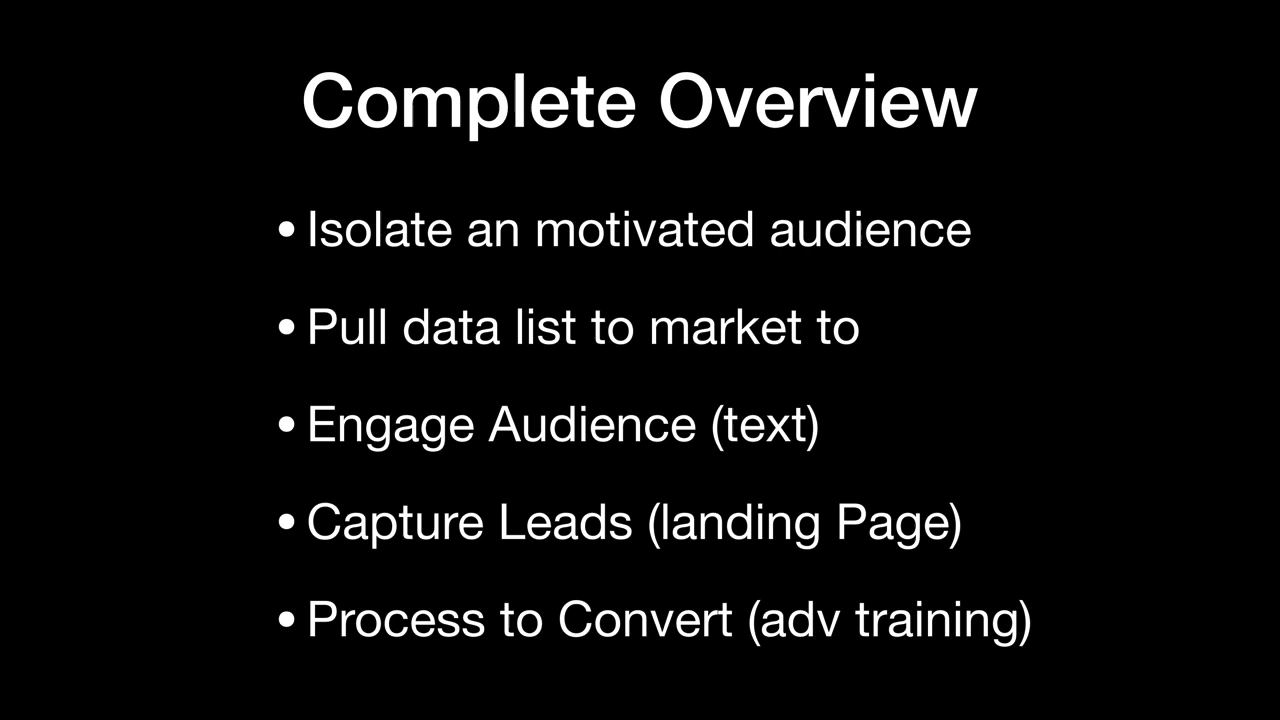 Complete Overview
• Isolate an motivated audience
• Pull data list to market to
• Engage Audience (text)
• Capture Leads (landing Page)
• Process to Convert (adv training)